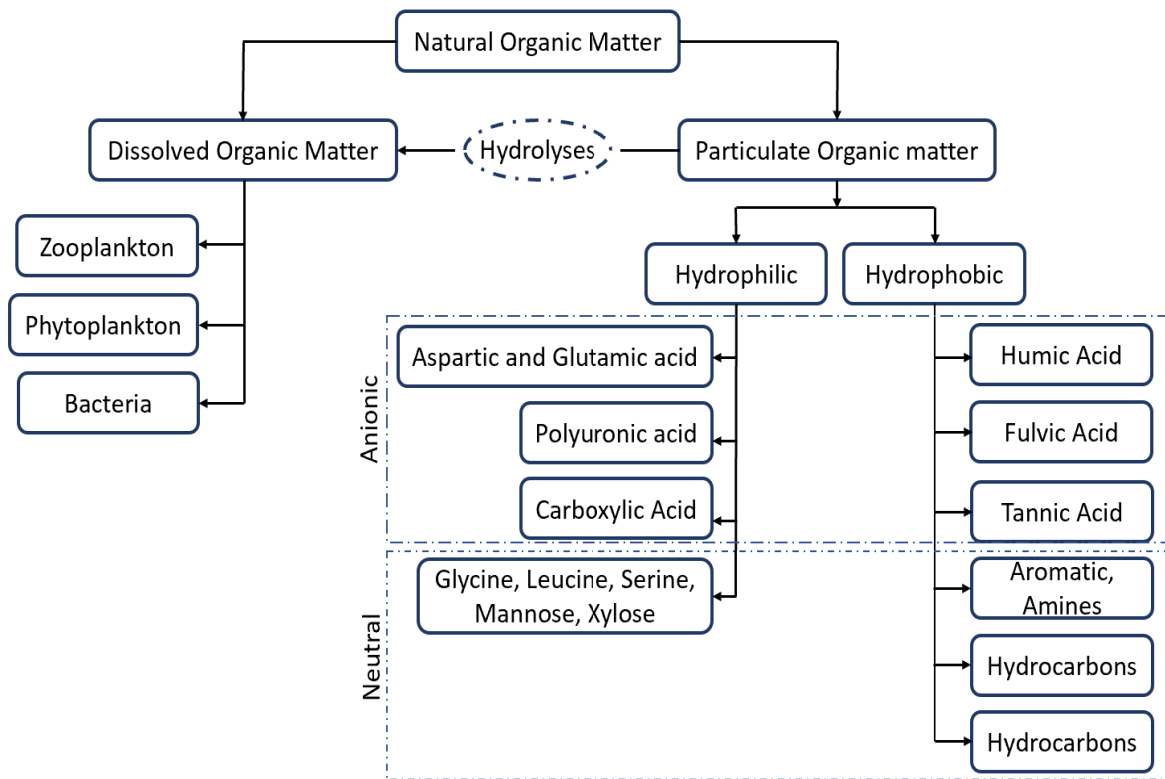 Natural Organic Matter
Dissolved Organic Matter
Hydrolyses
Particulate Organic matter
Zooplankton
Phytoplankton
Bacteria
Hydrophilic
Hydrophobic
Anionic
Aspartic and Glutamic acid
Polyuronic acid
Carboxylic Acid
Humic Acid
Fulvic Acid
Tannic Acid
Neutral
Glycine, Leucine, Serine,
Mannose, Xylose
Aromatic,
Amines
Hydrocarbons
Hydrocarbons